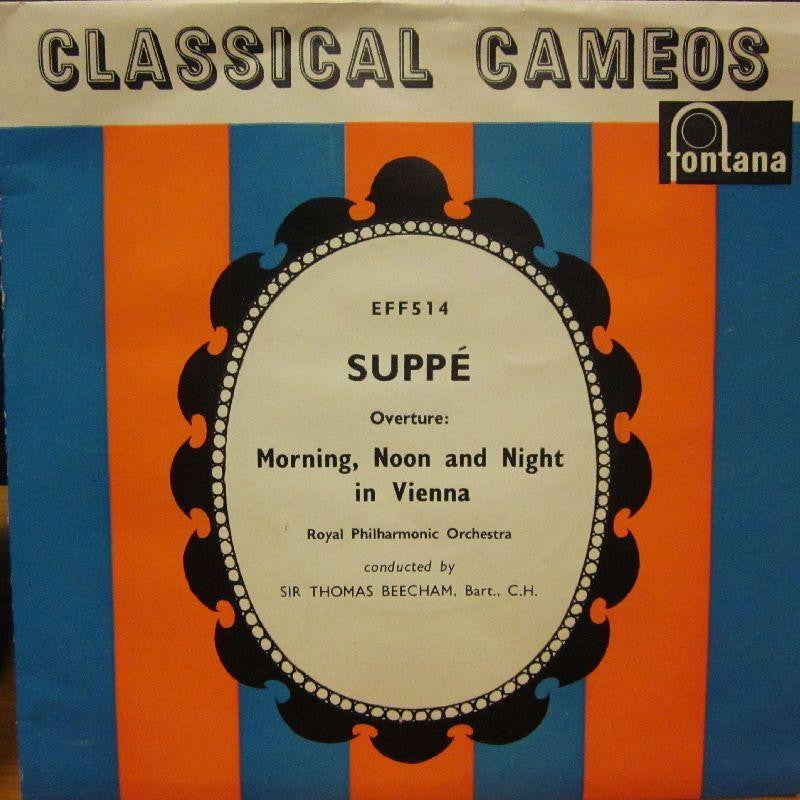 CLASSICAL CAMEOS
fontana
EFF514
SUPPÉ
Overture:
Morning, Noon and Night
in Vienna
Royal Philharmonic Orchestra
conducted by
SIR THOMAS BEECHAM, Bart., C.H.